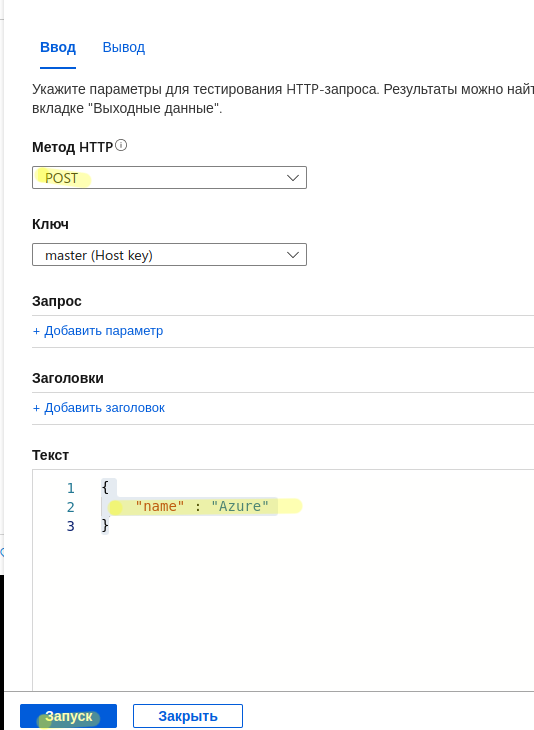 Ввод Вывод
Укажите параметры для тестирования HTTP-запроса. Результаты можно найт
вкладке "Выходные данные".
Метод HTTP
POST
Ключ
master (Host key)
Запрос
+ Добавить параметр
Заголовки
+ Добавить заголовок
Текст
1 {
2 "name" : "Azure"
3 }
Запуск Закрыть